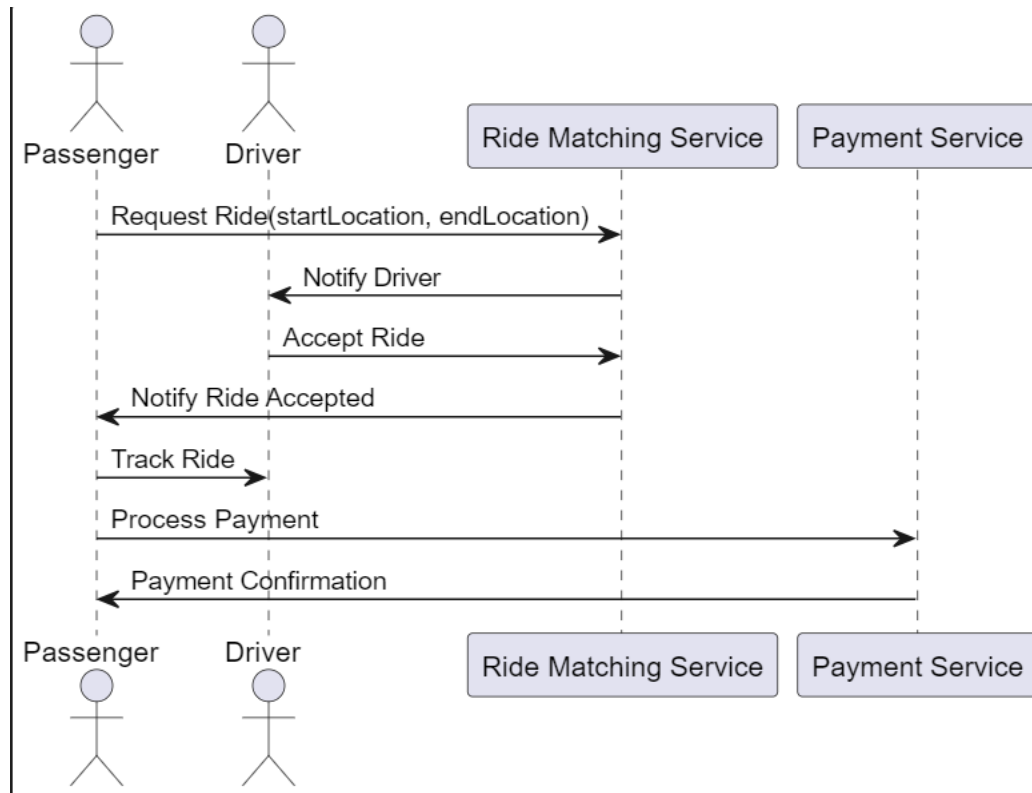 Passenger
Driver
Ride Matching Service
Payment Service
Request Ride(startLocation, endLocation)
Notify Driver
Accept Ride
Notify Ride Accepted
Track Ride
Process Payment
Payment Confirmation
Passenger
Driver
Ride Matching Service
Payment Service